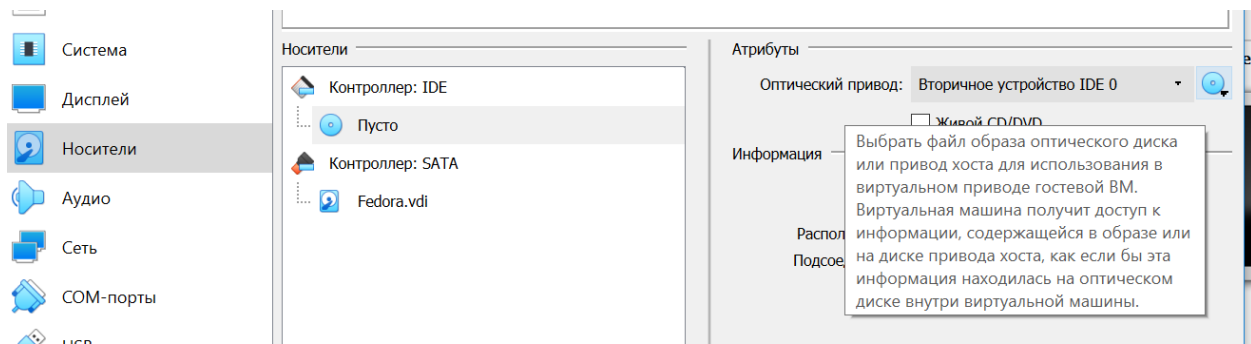 Система
Дисплей
Носители
Аудио
Сеть
COM-порты
Носители
Контроллер: IDE
Пусто
Контроллер: SATA
Fedora.vdi
Атрибуты
Оптический привод: Вторичное устройство IDE 0
Живой CD/DVD
Информация
Выбрать файл образа оптического диска
или привод хоста для использования в
виртуальном приводе гостевой ВМ.
Виртуальная машина получит доступ к
информации, содержащейся в образе или
на диске привода хоста, как если бы эта
информация находилась на оптическом
диске внутри виртуальной машины.